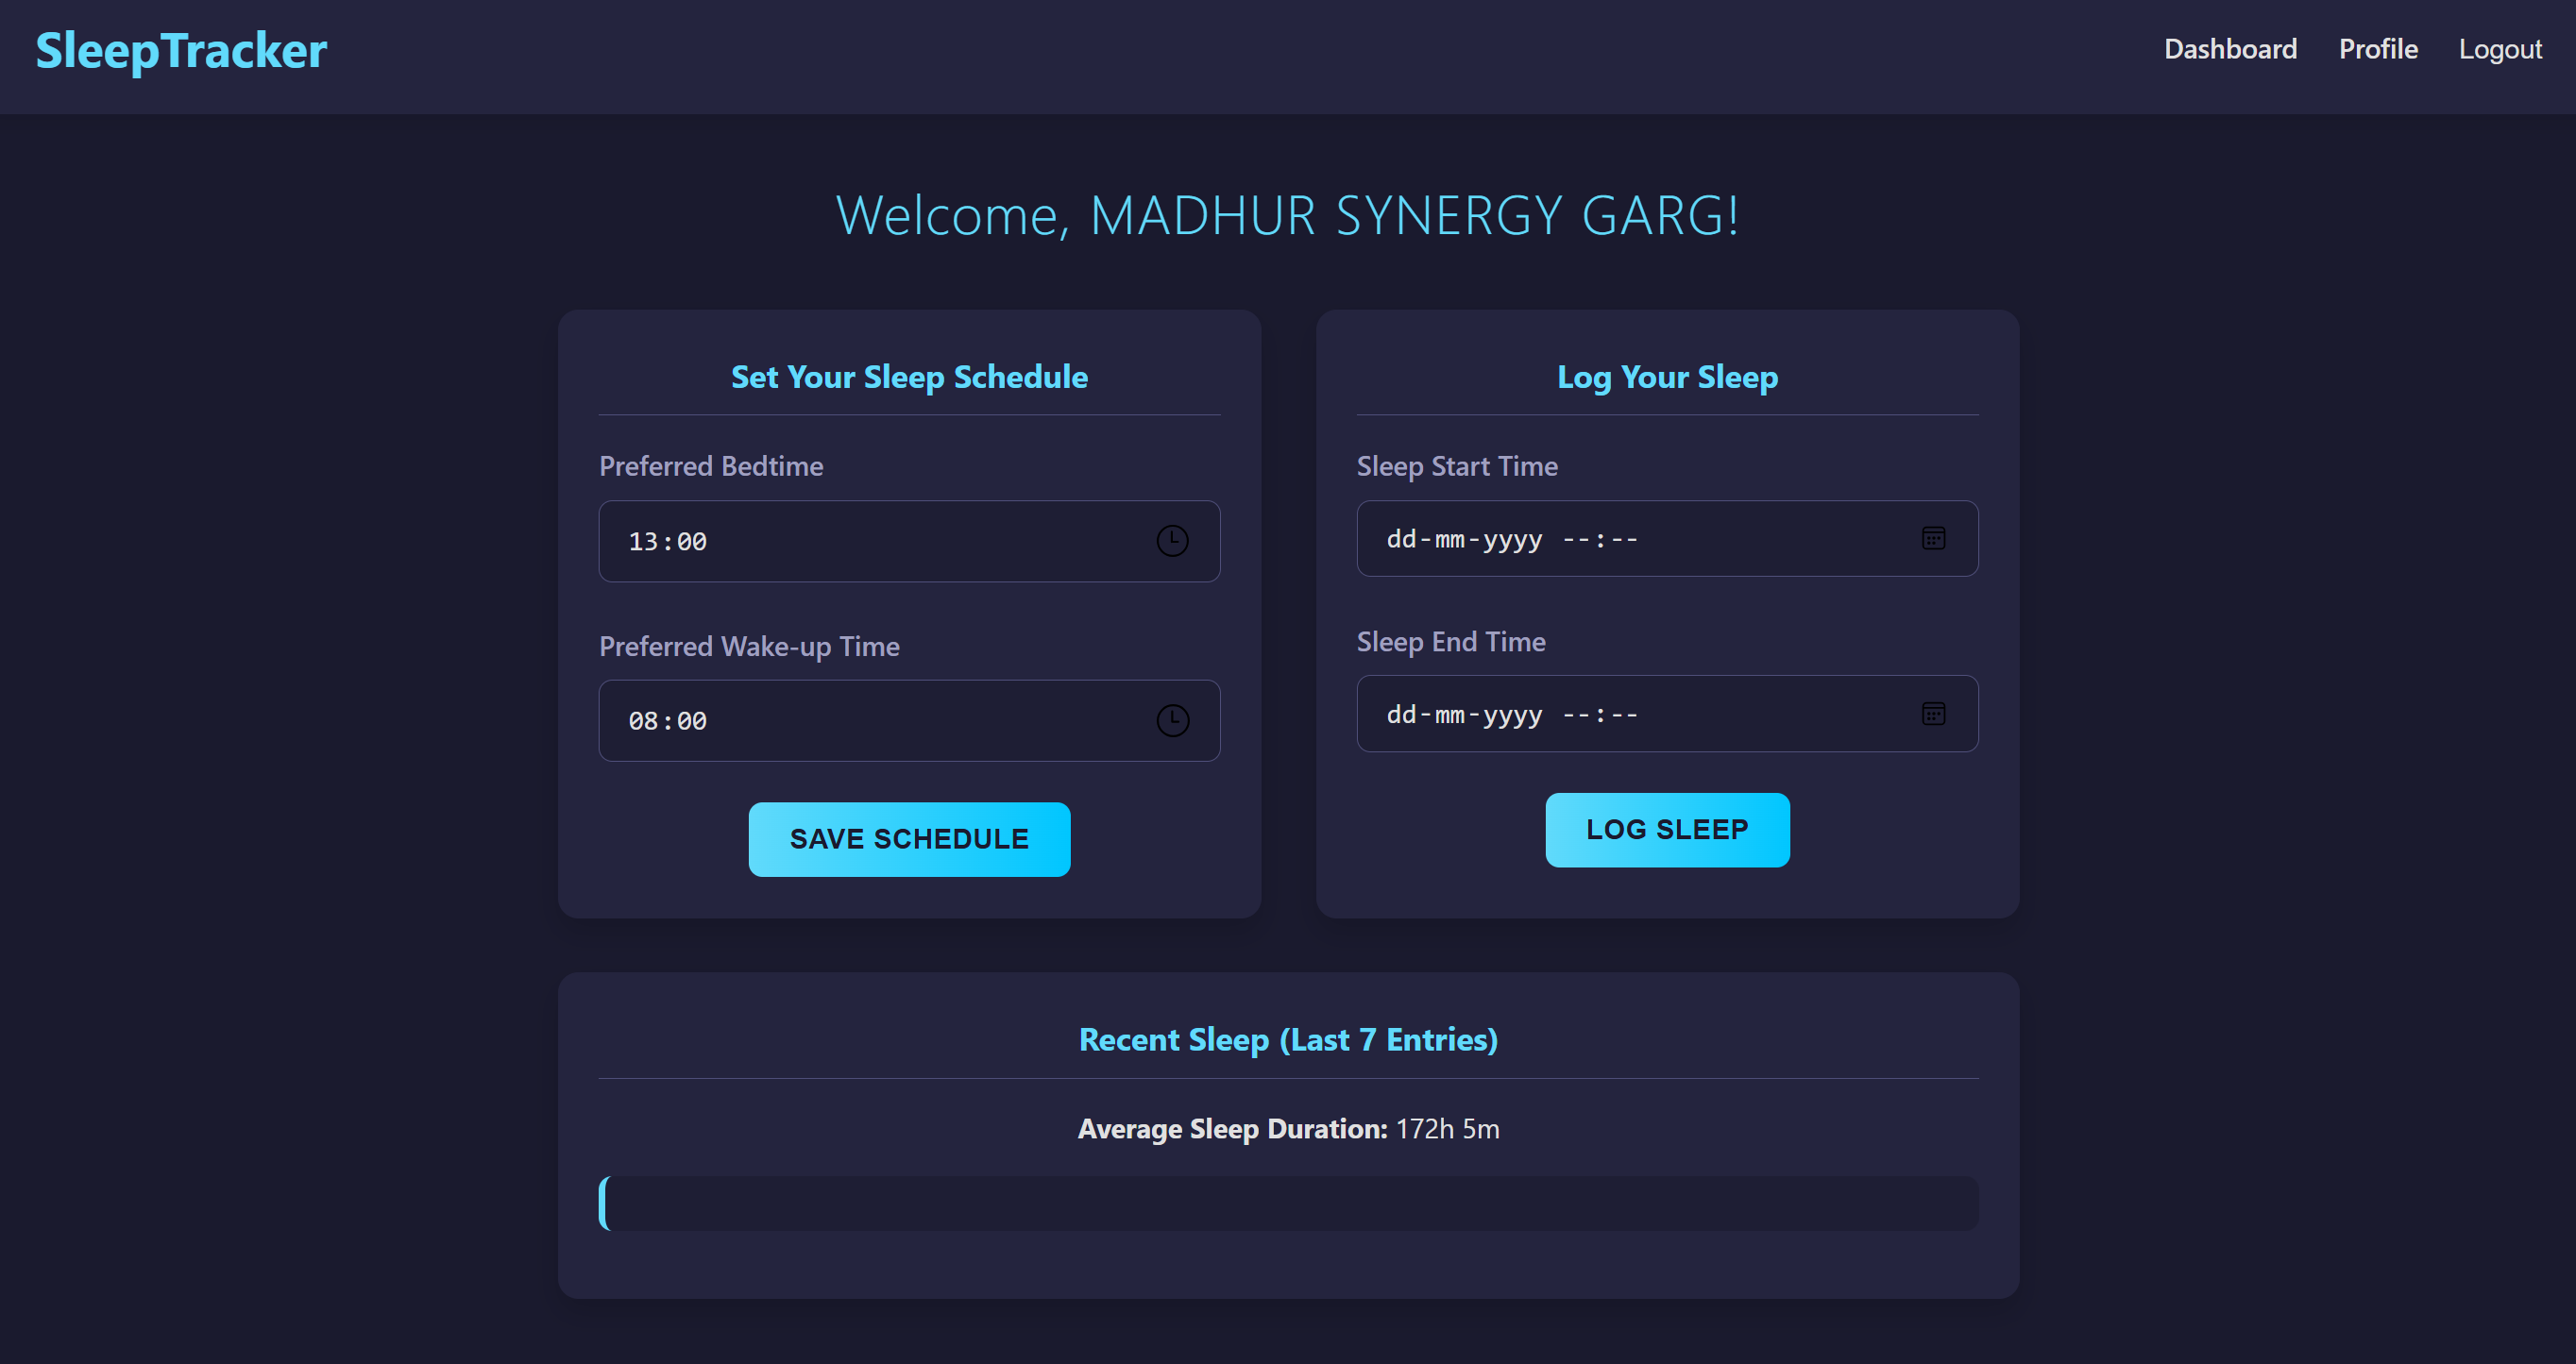 SleepTracker
Dashboard Profile Logout
Welcome, MADHUR SYNERGY GARG!
Set Your Sleep Schedule
Preferred Bedtime
13:00
Preferred Wake-up Time
08:00
SAVE SCHEDULE
Log Your Sleep
Sleep Start Time
dd-mm-yyyy --:--
Sleep End Time
dd-mm-yyyy --:--
LOG SLEEP
Recent Sleep (Last 7 Entries)
Average Sleep Duration: 172h 5m